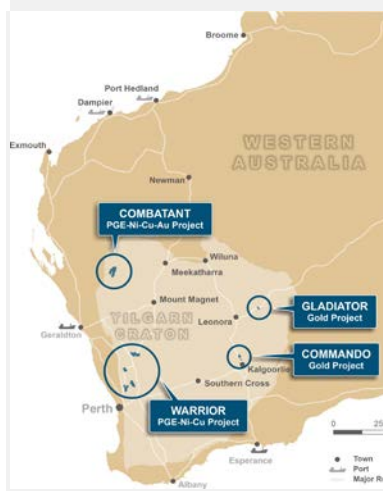 Broome
Port Hedland
Dampier
WESTERN
AUSTRALIA
Exmouth
Newman
COMBATANT
PGE-Ni-Cu-Au Project
Wiluna
Meekatharra
Mount Magnet
GLADIATOR
Gold Project
YILGARN
CRATON
Leonora
Geraldton
COMMANDO
Gold Project
Kalgoorlie
Southern Cross
Perth
WARRIOR
PGE-Ni-Cu Project
0 25
Esperance
Town
Port
Major R
Albany